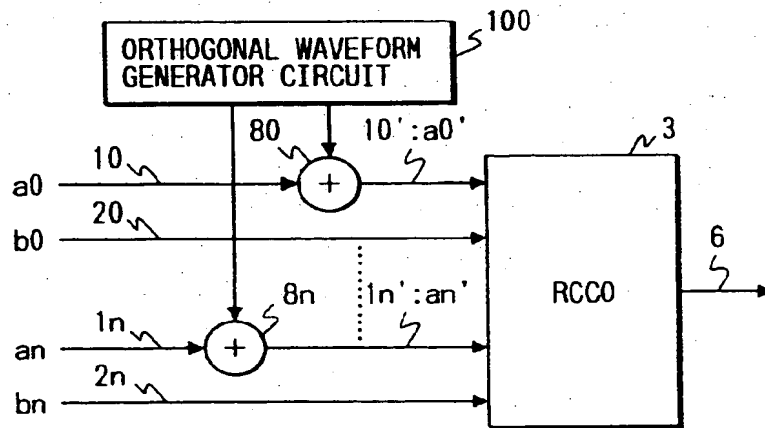 100
ORTHOGONAL WAVEFORM
GENERATOR CIRCUIT
80
10':a0'
3
10
a0
+
20
b0
6
8n
1n':an'
RCCO
1n
an
+
2n
bn